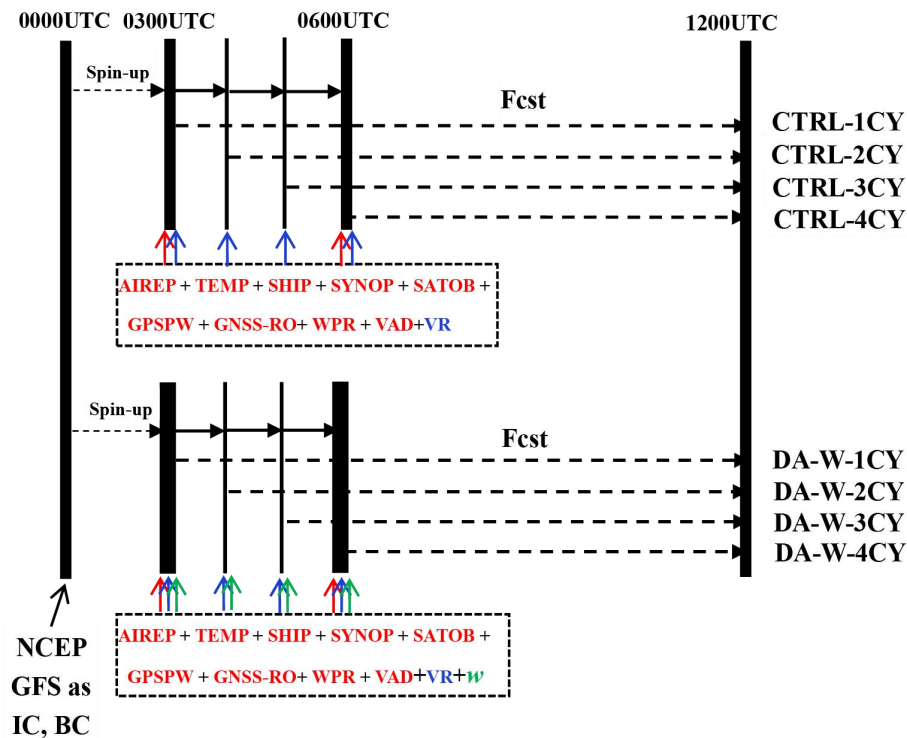 0000UTC 0300UTC 0600UTC 1200UTC
Spin-up
Fcst
CTRL-1CY
CTRL-2CY
CTRL-3CY
CTRL-4CY
AIREP + TEMP + SHIP + SYNOP + SATOB +
GPSPW + GNSS-RO+ WPR + VAD+VR
Spin-up
Fcst
DA-W-1CY
DA-W-2CY
DA-W-3CY
DA-W-4CY
AIREP + TEMP + SHIP + SYNOP + SATOB +
GPSPW + GNSS-RO+ WPR + VAD+VR+w
NCEP
GFS as
IC, BC